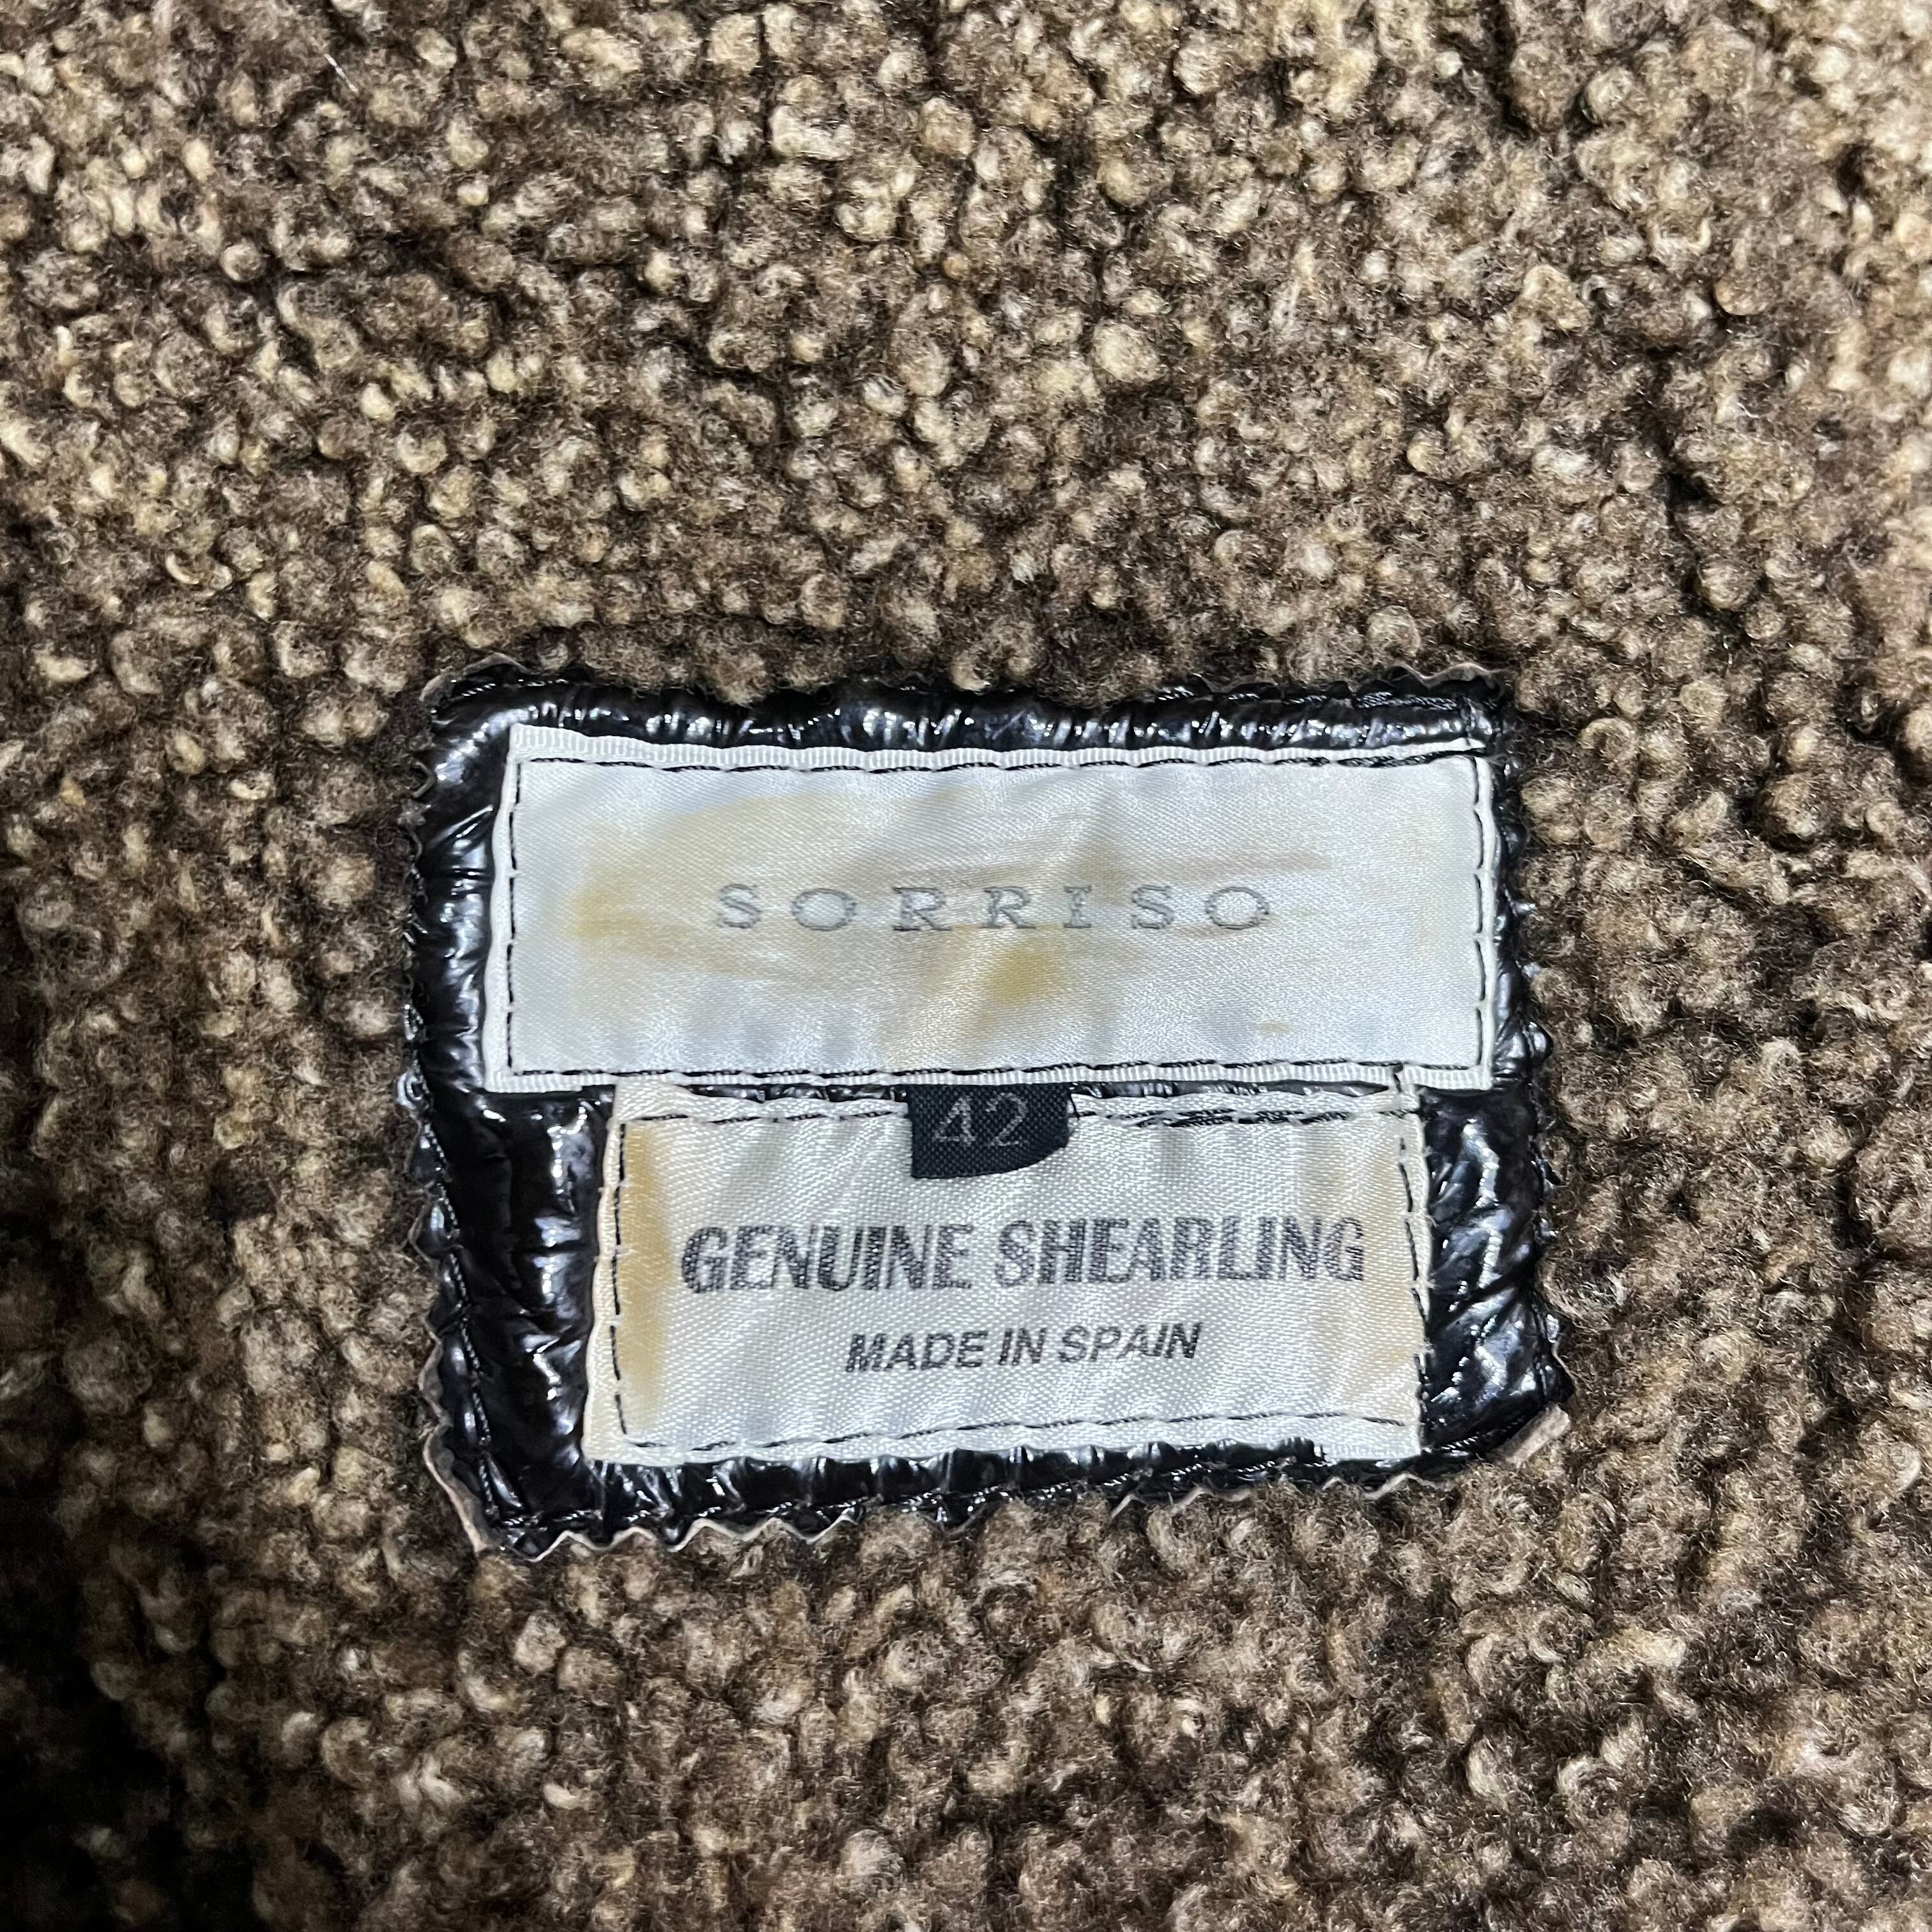 SORRISO
42
GENUINE SHEARLING
MADE IN SPAIN